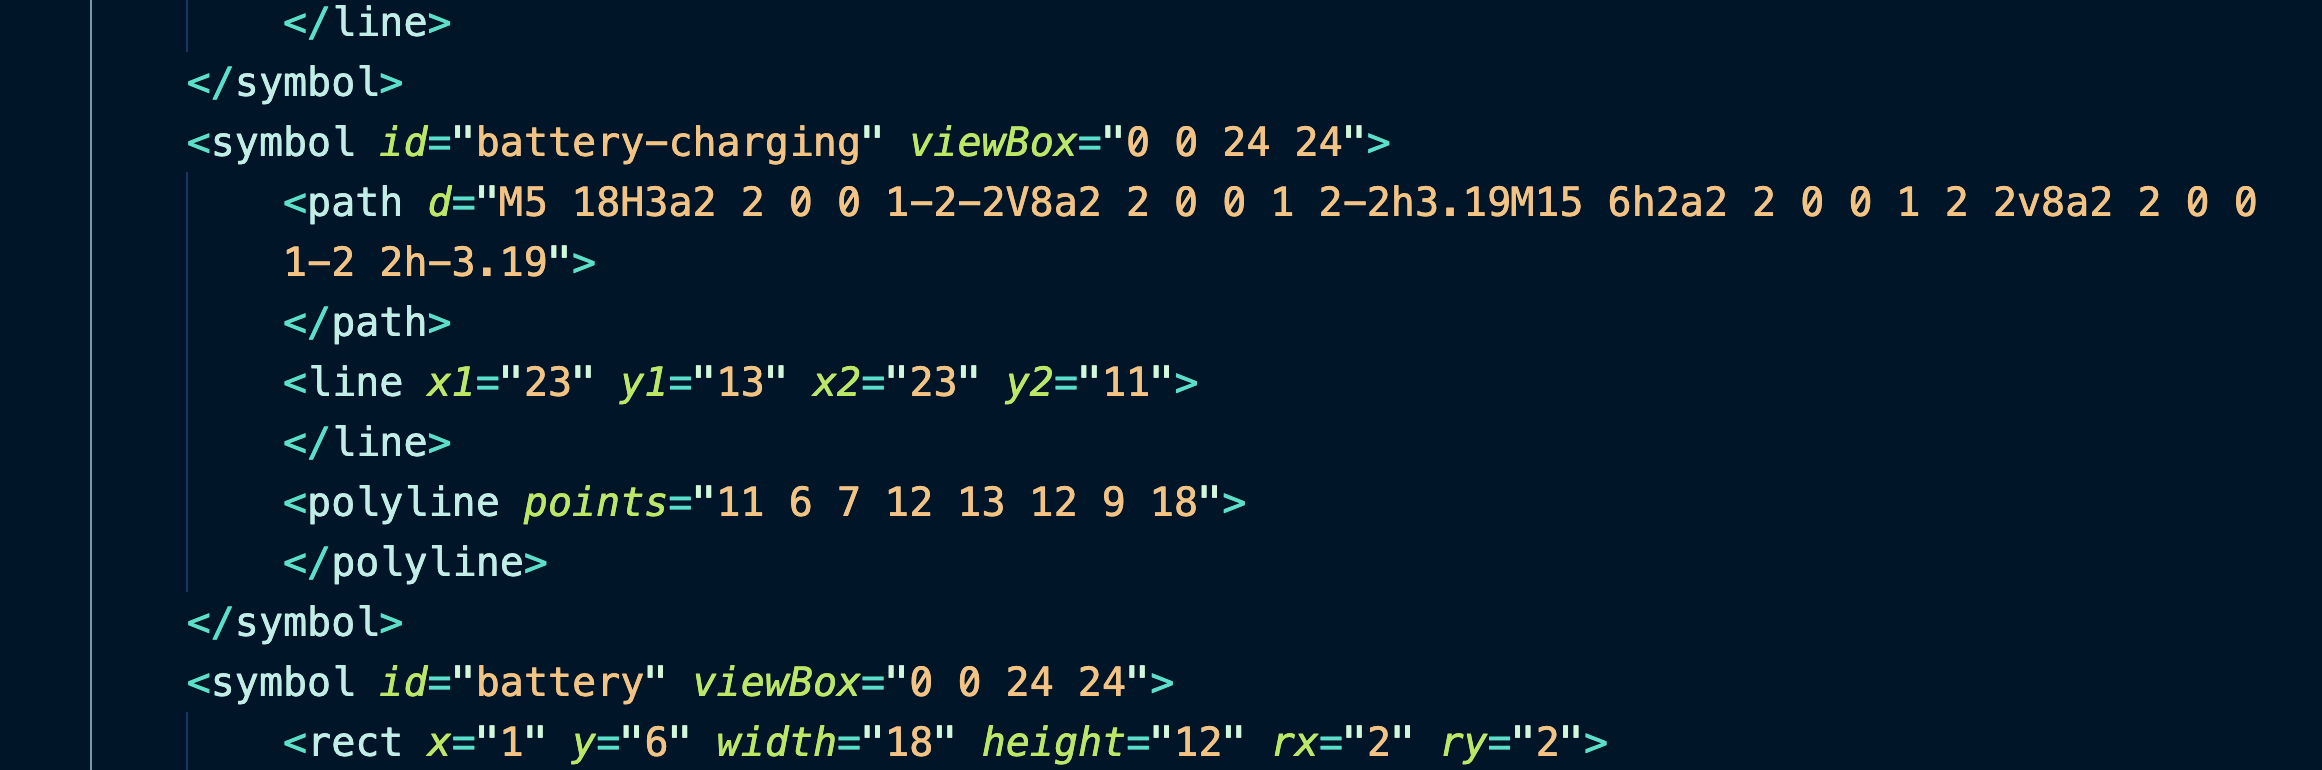 </line>
</symbol>
<symbol id="battery-charging" viewBox="0 0 24 24">
<path d="M5 18H3a2 2 0 0 1-2-2V8a2 2 0 0 1 2-2h3.19M15 6h2a2 2 0 0 1 2 2v8a2 2 0 0
1-2 2h-3.19">
</path>
<line x1="23" y1="13" x2="23" y2="11">
</line>
<polyline points="11 6 7 12 13 12 9 18">
</polyline>
</symbol>
<symbol id="battery" viewBox="0 0 24 24">
<rect x="1" y="6" width="18" height="12" rx="2" ry="2">